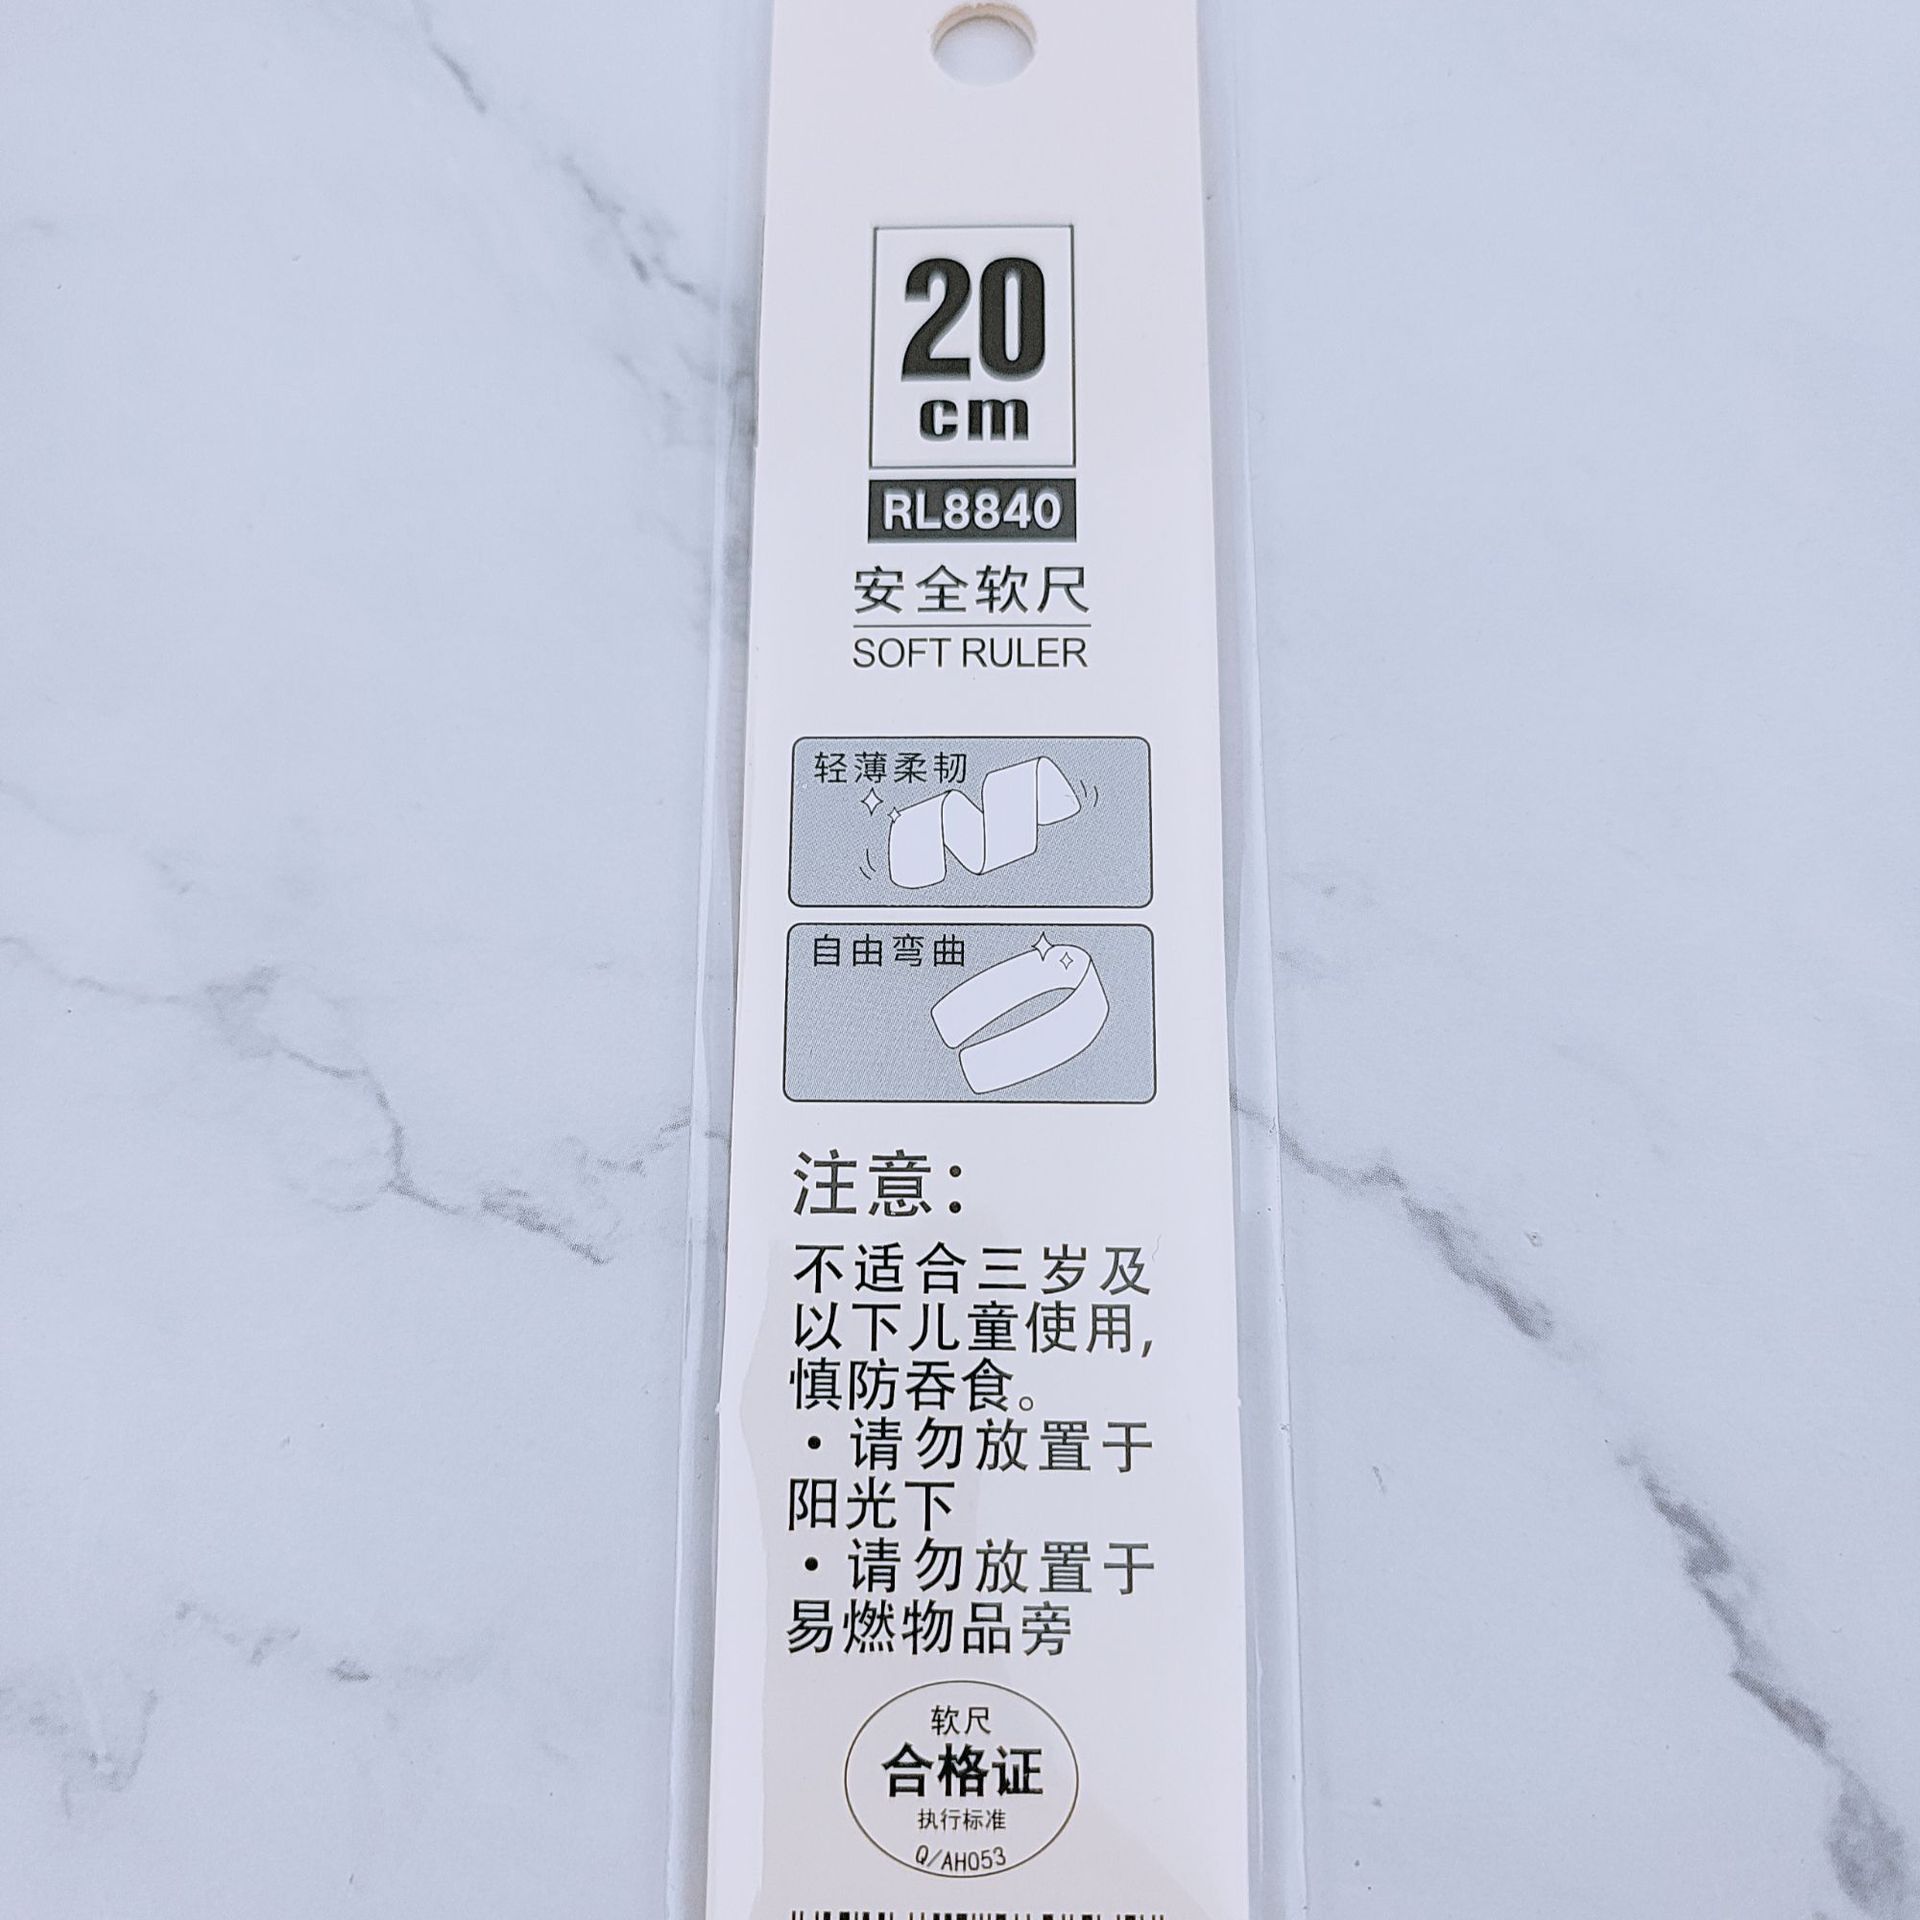 20
cm
RL8840
安全软尺
SOFT RULER
轻薄柔韧
自由弯曲
注意：
不适合三岁及
以下儿童使用,
慎防吞食。
·请勿放置于
阳光下
·请勿放置于
易燃物品旁
软尺
合格证
执行标准
Q/AH053